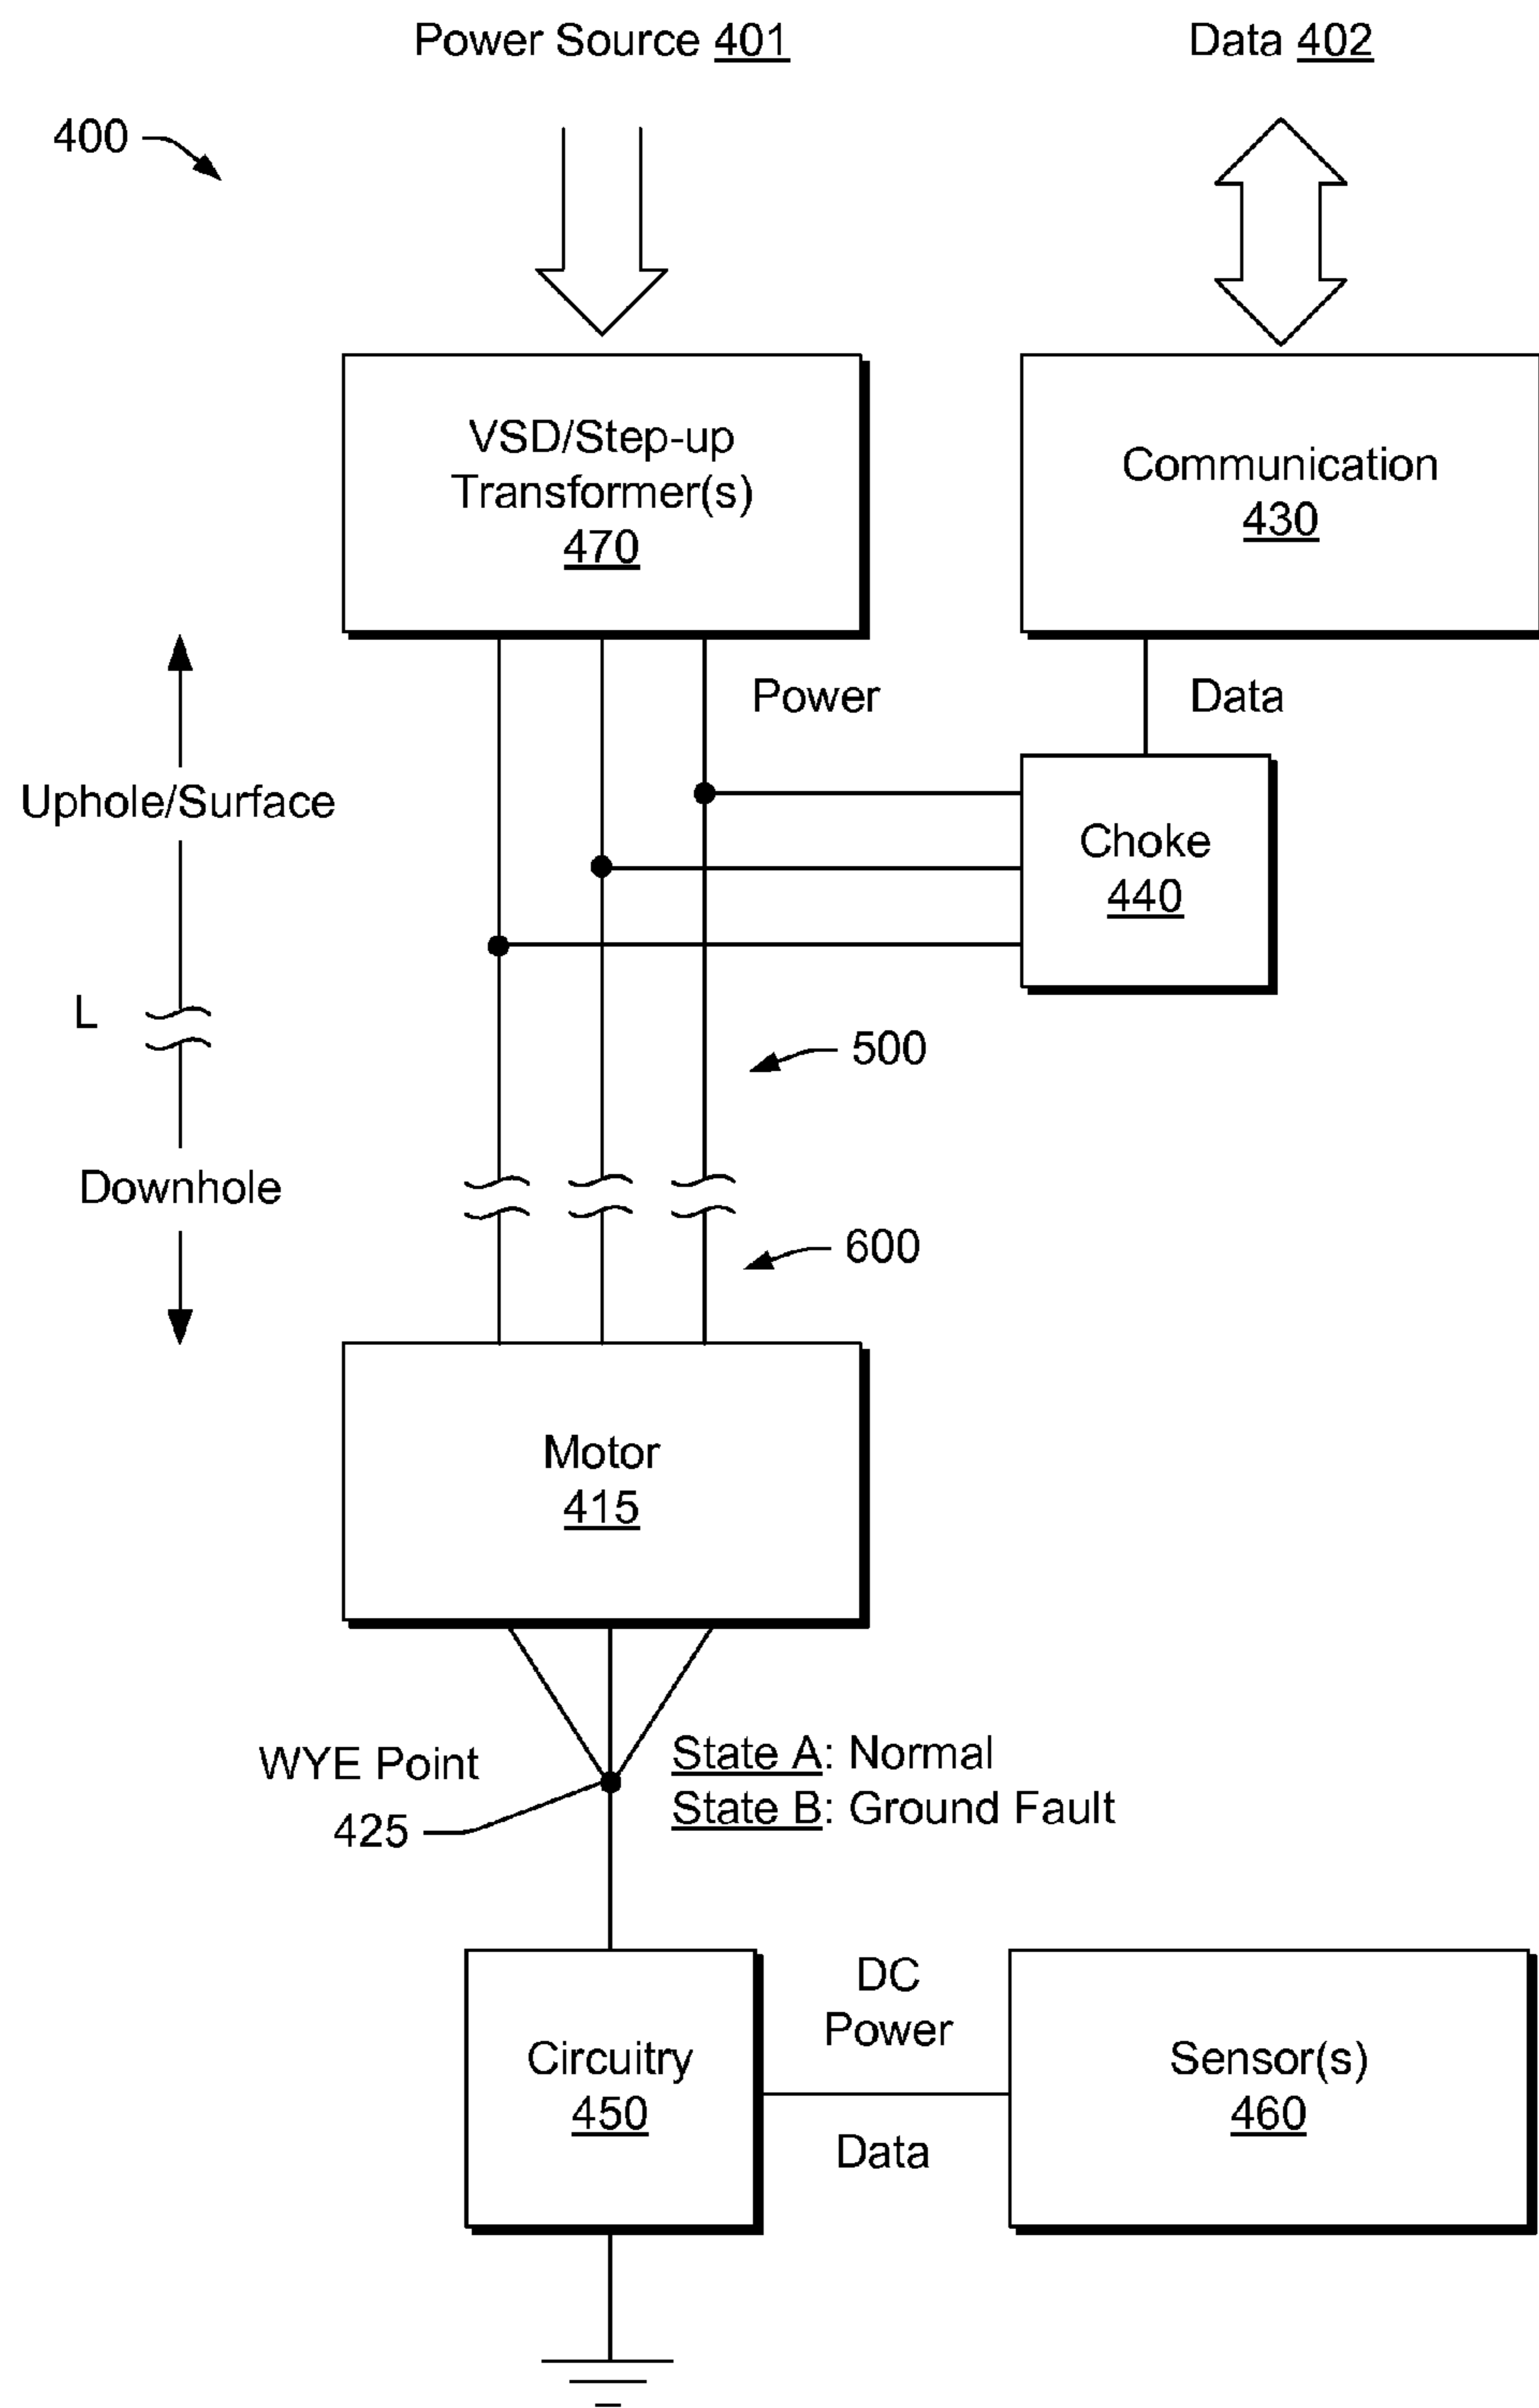 Power Source 401
Data 402
400
VSD/Step-up
Transformer(s)
470
Communication
430
Power
Data
Uphole/Surface
Choke
440
L
500
Downhole
600
Motor
415
WYE Point
425
State A: Normal
State B: Ground Fault
Circuitry
450
DC
Power
Data
Sensor(s)
460